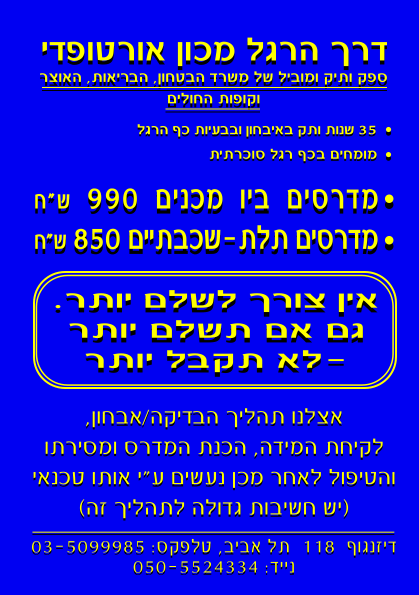 דרך הרגל מכון אורטופדי
ספק ותיק ומוביל של משרד הבטחון, הבריאות, האוצר
וקופות החולים
• 35 שנות ותק באיבחון ובבעיות כף הרגל
• מומחים בכף רגל סוכרתית
• מדרסים ביו מכנים 990 ש"ח
• מדרסים תלת-שכבתיים 850 ש"ח
אין צורך לשלם יותר.
גם אם תשלם יותר
-לא תקבל יותר
אצלנו תהליך הבדיקה/אבחון,
לקיחת המידה, הכנת המדרס ומסירתו
והטיפול לאחר מכן נעשים ע"י אותו טכנאי
(יש חשיבות גדולה לתהליך זה)
דיזנגוף 118 תל אביב, טלפקס: 03-5099985
נייד: 050-5524334